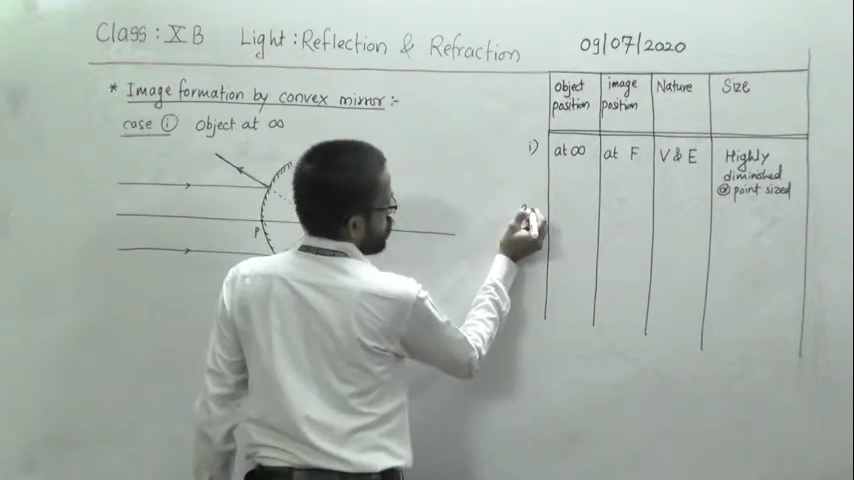 Class : X B Light : Reflection & Refraction 09/07/2020
* Image formation by convex mirror :-
case (i) Object at ∞
object position
image position
Nature
Size
i)
at ∞
at F
V & E
Highly
diminished
@ point sized
P